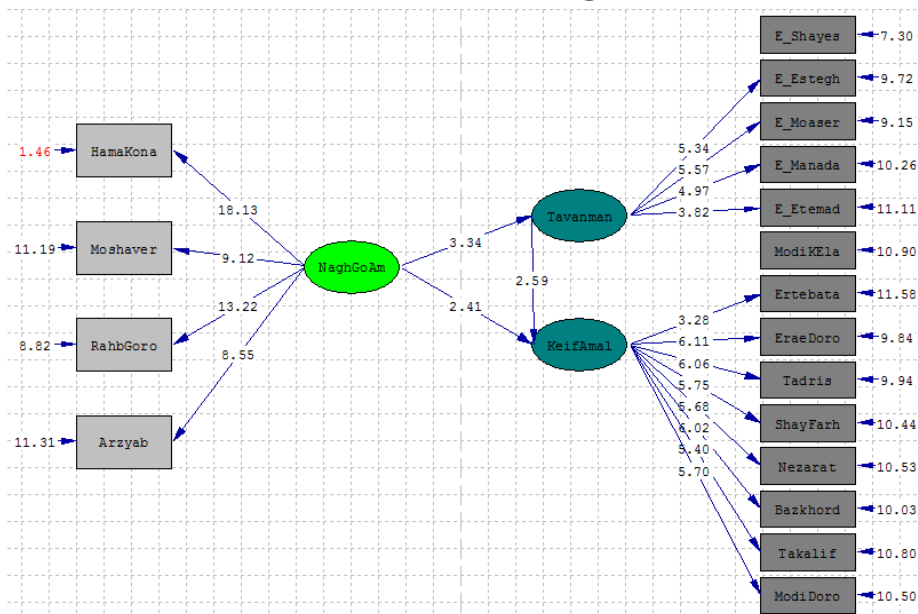 E_Shayes 7.30
E_Estegh 9.72
E_Moaser 9.15
1.46 HamaKona
5.34
5.57
E_Manada 10.26
4.97
18.13
3.82
E_Etemad 11.11
Tavanman
11.19 Moshaver
9.12
3.34
ModiKEla 10.90
NaghGoAm
2.59
Ertebata 11.58
13.22
2.41
3.28
8.82 RahbGoro
KeifAmal
6.11
EraeDoro 9.84
8.55
6.06
Tadris 9.94
5.75
5.68
ShayFarh 10.44
6.02
11.31 Arzyab
5.40
Nezarat 10.53
5.70
Bazkhord 10.03
Takalif 10.80
ModiDoro 10.50